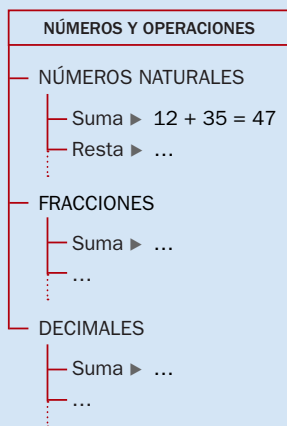 NÚMEROS Y OPERACIONES
NÚMEROS NATURALES
Suma ▶ 12 + 35 = 47
Resta ▶ ...
FRACCIONES
Suma ▶ ...
...
DECIMALES
Suma ▶ ...
...